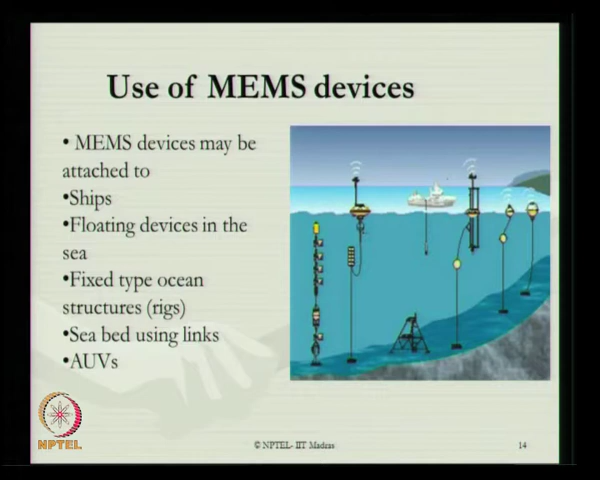 Use of MEMS devices
• MEMS devices may be
attached to
•Ships
•Floating devices in the
sea
•Fixed type ocean
structures (rigs)
•Sea bed using links
•AUVs
NPTEL
© NPTEL- IIT Madras
14